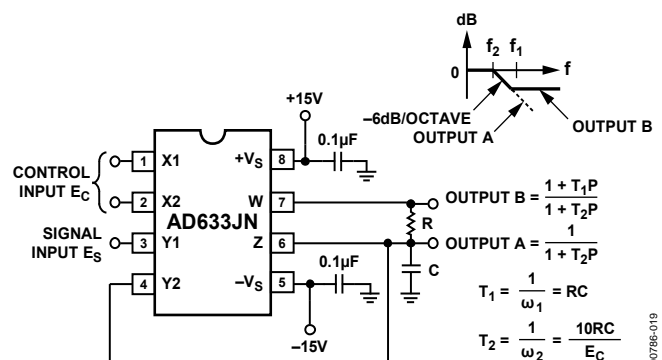 dB
f2 f1
0
f
–6dB/OCTAVE
OUTPUT A
OUTPUT B
+15V
0.1µF
CONTROL
INPUT EC
1 X1
+VS 8
2 X2
W 7
AD633JN
SIGNAL
INPUT ES
3 Y1
Z 6
4 Y2
–VS 5
R
C
0.1µF
–15V
OUTPUT B = 1 + T1P / 1 + T2P
OUTPUT A = 1 / 1 + T2P
T1 = 1 / ω1 = RC
T2 = 1 / ω2 = 10RC / EC
00786-019